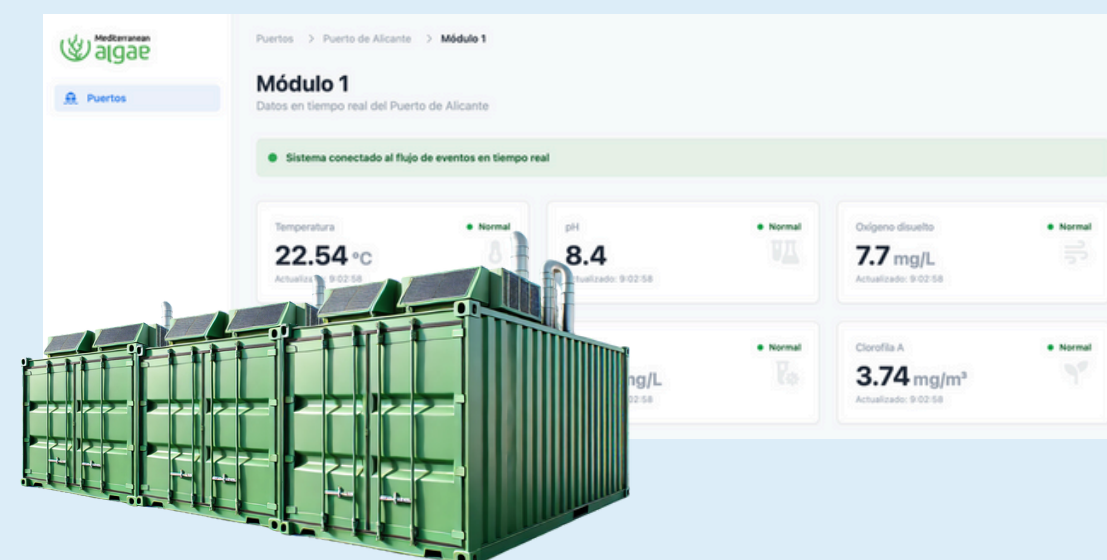 Mediterranean
algae
Puertos
Puertos > Puerto de Alicante > Módulo 1
Módulo 1
Datos en tiempo real del Puerto de Alicante
Sistema conectado al flujo de eventos en tiempo real
Temperatura
Normal
22.54 °C
9:02:58
pH
Normal
8.4
9:02:58
Oxígeno disuelto
Normal
7.7 mg/L
Actualizado: 9:02:58
Normal
Clorofila A
Normal
3.74 mg/m³
Actualizado: 9:02:58